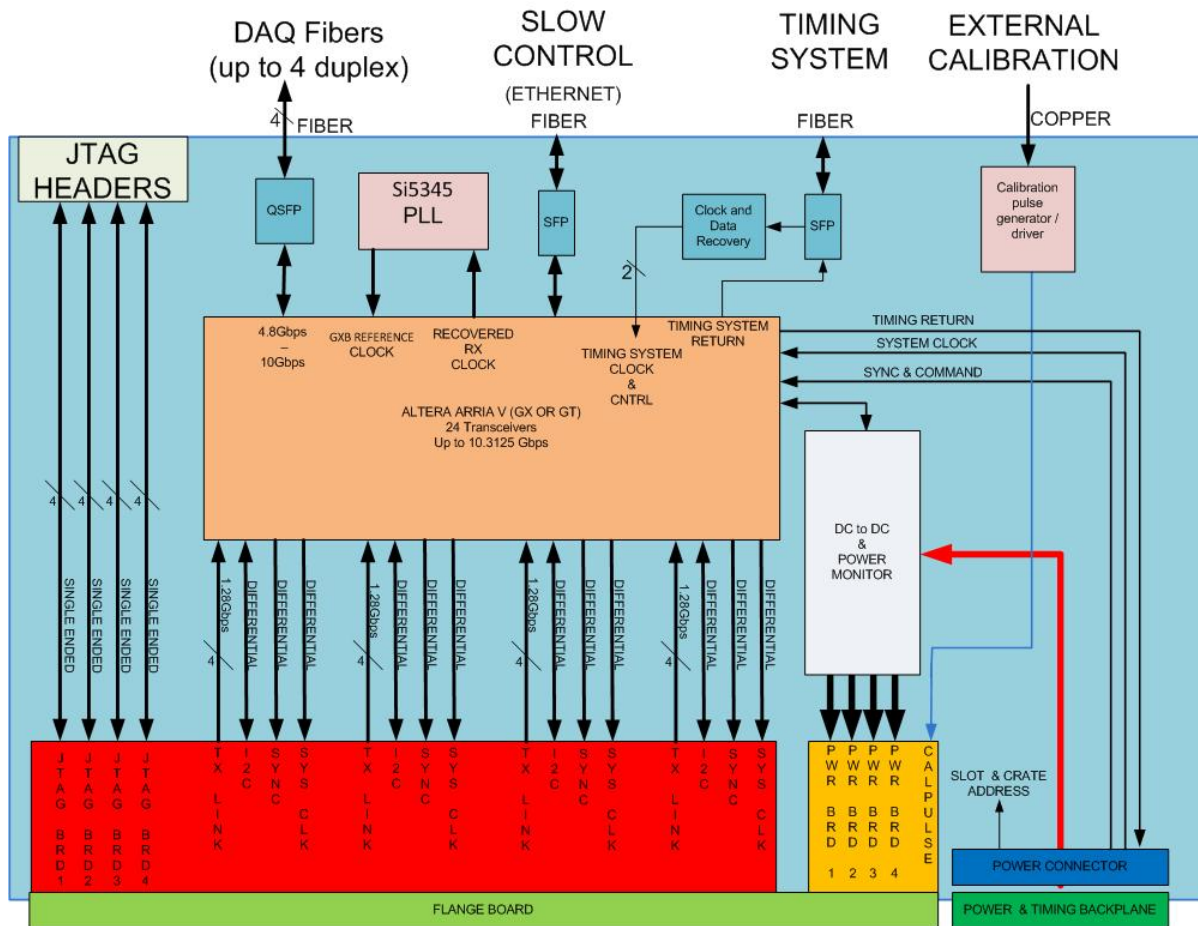 DAQ Fibers
(up to 4 duplex)
SLOW
CONTROL
(ETHERNET)
FIBER
TIMING
SYSTEM
FIBER
EXTERNAL
CALIBRATION
COPPER
4
FIBER
JTAG
HEADERS
QSFP
Si5345
PLL
SFP
Clock and
Data
Recovery
SFP
Calibration
pulse
generator /
driver
2
4.8Gbps
–
10Gbps
GXB REFERENCE
CLOCK
RECOVERED
RX
CLOCK
TIMING SYSTEM
CLOCK
&
CNTRL
TIMING SYSTEM
RETURN
TIMING RETURN
SYSTEM CLOCK
SYNC & COMMAND
ALTERA ARRIA V (GX OR GT)
24 Transceivers
Up to 10.3125 Gbps
DC to DC
&
POWER
MONITOR
4
4
4
4
SINGLE ENDED
SINGLE ENDED
SINGLE ENDED
SINGLE ENDED
1.28Gbps
4
DIFFERENTIAL
DIFFERENTIAL
DIFFERENTIAL
1.28Gbps
4
DIFFERENTIAL
DIFFERENTIAL
DIFFERENTIAL
1.28Gbps
4
DIFFERENTIAL
DIFFERENTIAL
DIFFERENTIAL
1.28Gbps
4
DIFFERENTIAL
DIFFERENTIAL
DIFFERENTIAL
JTAG BRD1
JTAG BRD2
JTAG BRD3
JTAG BRD4
TX LINK
I2C
SYNC
SYS CLK
TX LINK
I2C
SYNC
SYS CLK
TX LINK
I2C
SYNC
SYS CLK
TX LINK
I2C
SYNC
SYS CLK
PWR BRD 1
PWR BRD 2
PWR BRD 3
PWR BRD 4
CALPULSE
SLOT & CRATE
ADDRESS
POWER CONNECTOR
FLANGE BOARD
POWER & TIMING BACKPLANE